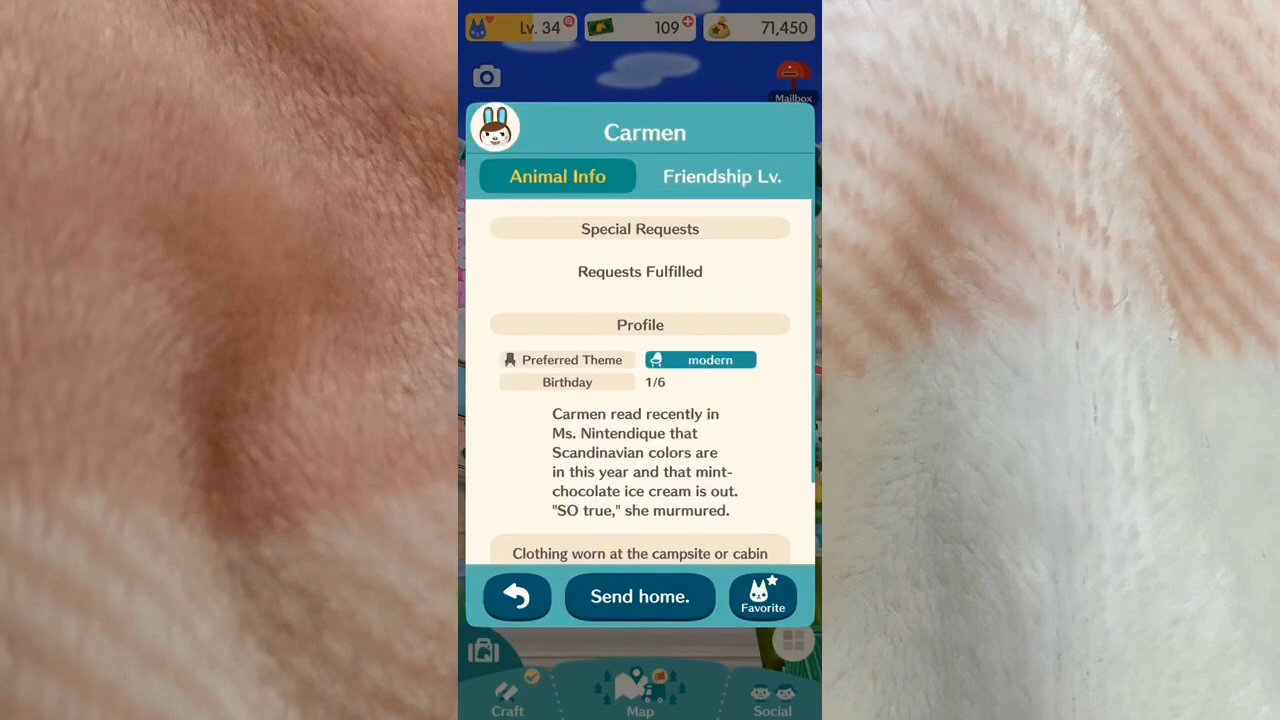 Lv. 34
109
71,450
Mailbox
Carmen
Animal Info
Friendship Lv.
Special Requests
Requests Fulfilled
Profile
Preferred Theme
modern
Birthday
1/6
Carmen read recently in
Ms. Nintendique that
Scandinavian colors are
in this year and that mint-
chocolate ice cream is out.
"SO true," she murmured.
Clothing worn at the campsite or cabin
Send home.
Favorite
Craft
Map
Social